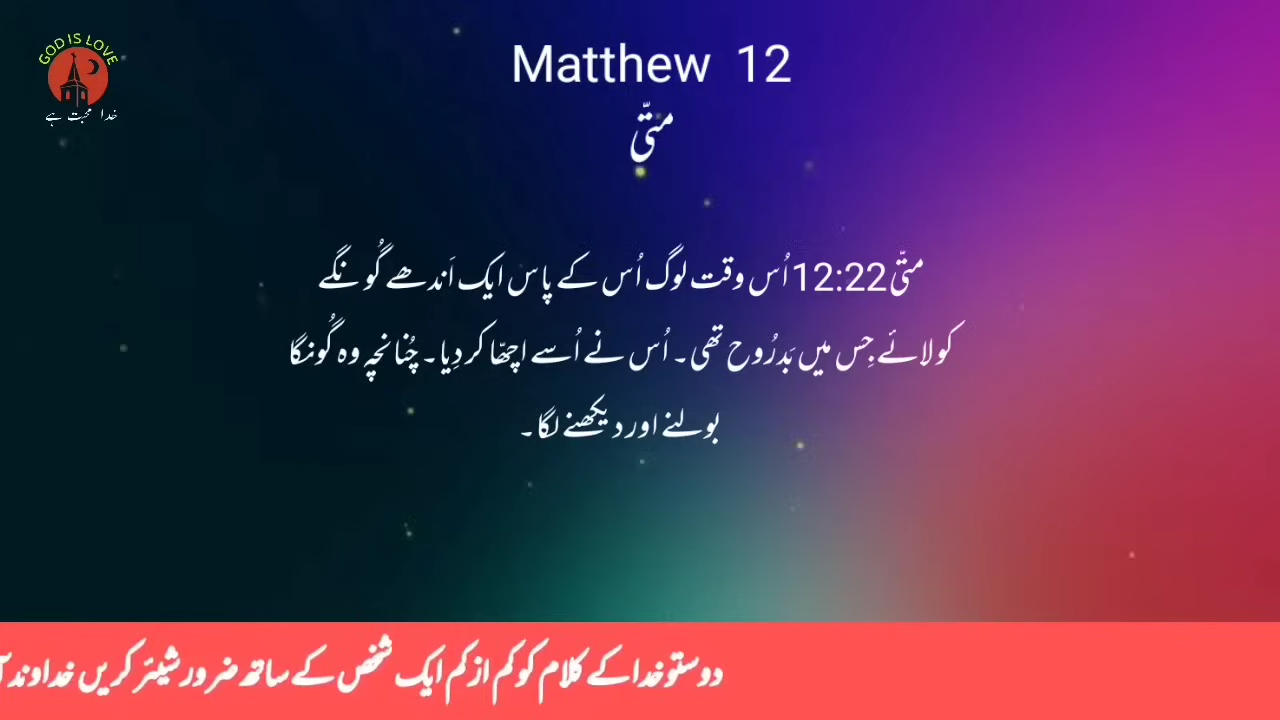 GOD IS LOVE
خدا محبت ہے
Matthew 12
متیّ
متیّ 12:22 اُس وقت لوگ اُس کے پاس ایک اَندھے گُونگے
کو لائے جِس میں بَدرُوح تھی۔ اُس نے اُسے اچھّا کر دِیا۔ چُنانچہ وہ گُونگا
بولنے اور دیکھنے لگا۔
دوستو خدا کے کلام کو کم از کم ایک شخص کے ساتھ ضرور شیئر کریں خداوند